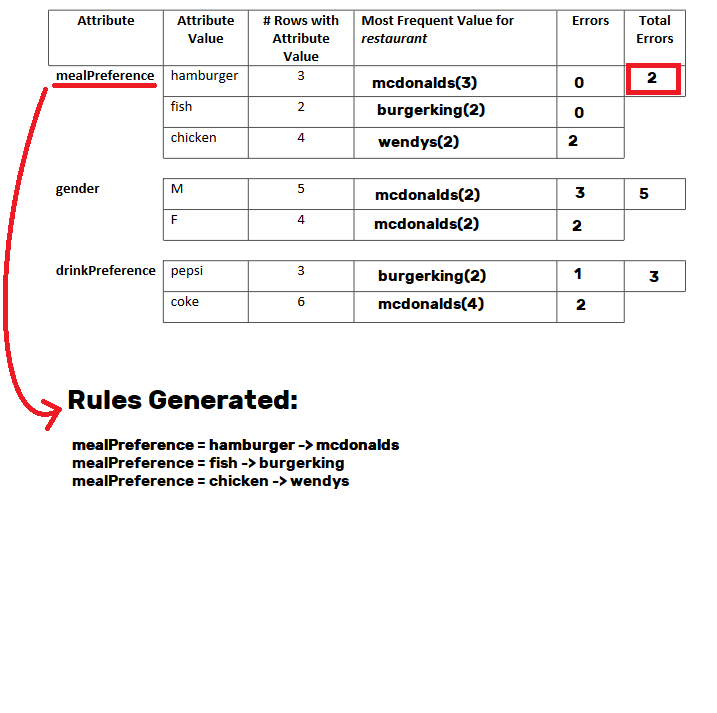 Attribute Attribute Value # Rows with Attribute Value Most Frequent Value for restaurant Errors Total Errors
mealPreference hamburger 3 mcdonalds(3) 0 2
fish 2 burgerking(2) 0
chicken 4 wendys(2) 2
gender M 5 mcdonalds(2) 3 5
F 4 mcdonalds(2) 2
drinkPreference pepsi 3 burgerking(2) 1 3
coke 6 mcdonalds(4) 2
Rules Generated:
mealPreference = hamburger -> mcdonalds
mealPreference = fish -> burgerking
mealPreference = chicken -> wendys